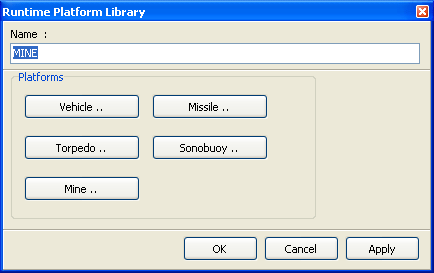 Runtime Platform Library
Name :
MINE
Platforms
Vehicle .. Missile ..
Torpedo .. Sonobuoy ..
Mine ..
OK Cancel Apply